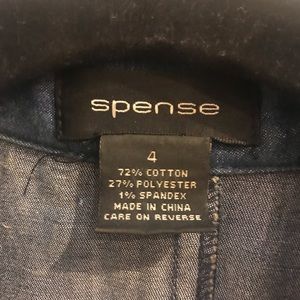 spense
4
72% COTTON
27% POLYESTER
1% SPANDEX
MADE IN CHINA
CARE ON REVERSE